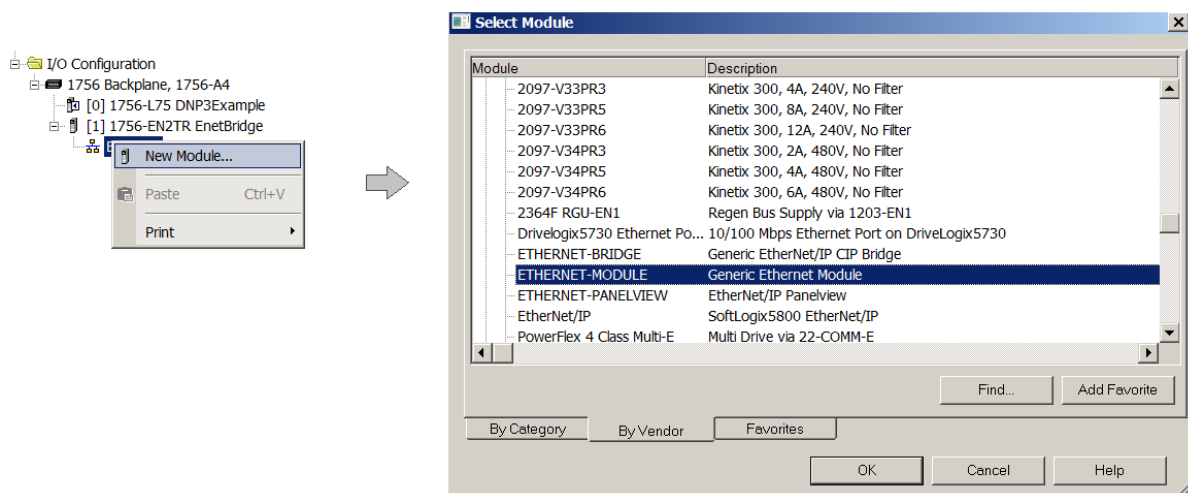 I/O Configuration
1756 Backplane, 1756-A4
[0] 1756-L75 DNP3Example
[1] 1756-EN2TR EnetBridge
New Module...
Paste Ctrl+V
Print
Select Module
Module Description
2097-V33PR3 Kinetix 300, 4A, 240V, No Filter
2097-V33PR5 Kinetix 300, 8A, 240V, No Filter
2097-V33PR6 Kinetix 300, 12A, 240V, No Filter
2097-V34PR3 Kinetix 300, 2A, 480V, No Filter
2097-V34PR5 Kinetix 300, 4A, 480V, No Filter
2097-V34PR6 Kinetix 300, 6A, 480V, No Filter
2364F RGU-EN1 Regen Bus Supply via 1203-EN1
Drivelogix5730 Ethernet Po... 10/100 Mbps Ethernet Port on DriveLogix5730
ETHERNET-BRIDGE Generic EtherNet/IP CIP Bridge
ETHERNET-MODULE Generic Ethernet Module
ETHERNET-PANELVIEW EtherNet/IP Panelview
EtherNet/IP SoftLogix5800 EtherNet/IP
PowerFlex 4 Class Multi-E Multi Drive via 22-COMM-E
Find... Add Favorite
By Category By Vendor Favorites
OK Cancel Help